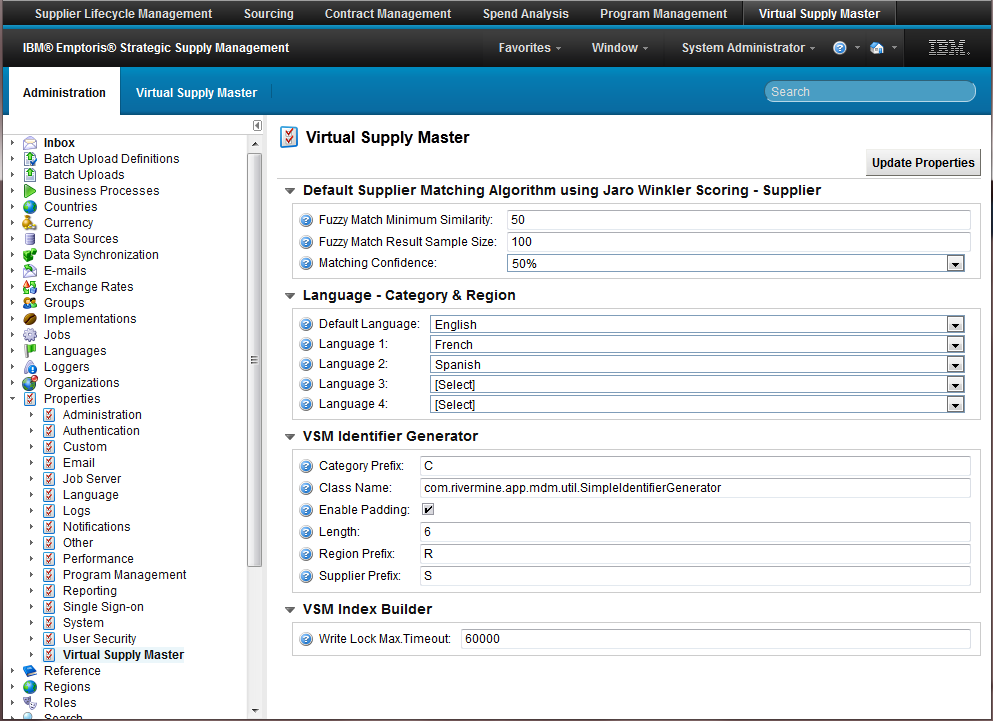 Supplier Lifecycle Management Sourcing Contract Management Spend Analysis Program Management Virtual Supply Master
IBM® Emptoris® Strategic Supply Management Favorites Window System Administrator IBM.
Administration Virtual Supply Master Search
Inbox
Batch Upload Definitions
Batch Uploads
Business Processes
Countries
Currency
Data Sources
Data Synchronization
E-mails
Exchange Rates
Groups
Implementations
Jobs
Languages
Loggers
Organizations
Properties
Administration
Authentication
Custom
Email
Job Server
Language
Logs
Notifications
Other
Performance
Program Management
Reporting
Single Sign-on
System
User Security
Virtual Supply Master
Reference
Regions
Roles
Search
Virtual Supply Master
Update Properties
Default Supplier Matching Algorithm using Jaro Winkler Scoring - Supplier
Fuzzy Match Minimum Similarity: 50
Fuzzy Match Result Sample Size: 100
Matching Confidence: 50%
Language - Category & Region
Default Language: English
Language 1: French
Language 2: Spanish
Language 3: [Select]
Language 4: [Select]
VSM Identifier Generator
Category Prefix: C
Class Name: com.rivermine.app.mdm.util.SimpleIdentifierGenerator
Enable Padding:
Length: 6
Region Prefix: R
Supplier Prefix: S
VSM Index Builder
Write Lock Max.Timeout: 60000